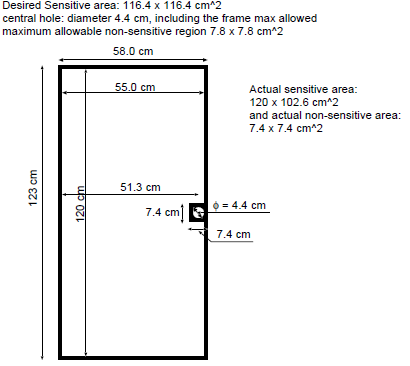 Desired Sensitive area: 116.4 x 116.4 cm^2
central hole: diameter 4.4 cm, including the frame max allowed
maximum allowable non-sensitive region 7.8 x 7.8 cm^2
58.0 cm
55.0 cm
Actual sensitive area:
120 x 102.6 cm^2
and actual non-sensitive area:
7.4 x 7.4 cm^2
123 cm
120 cm
51.3 cm
7.4 cm
ϕ = 4.4 cm
7.4 cm